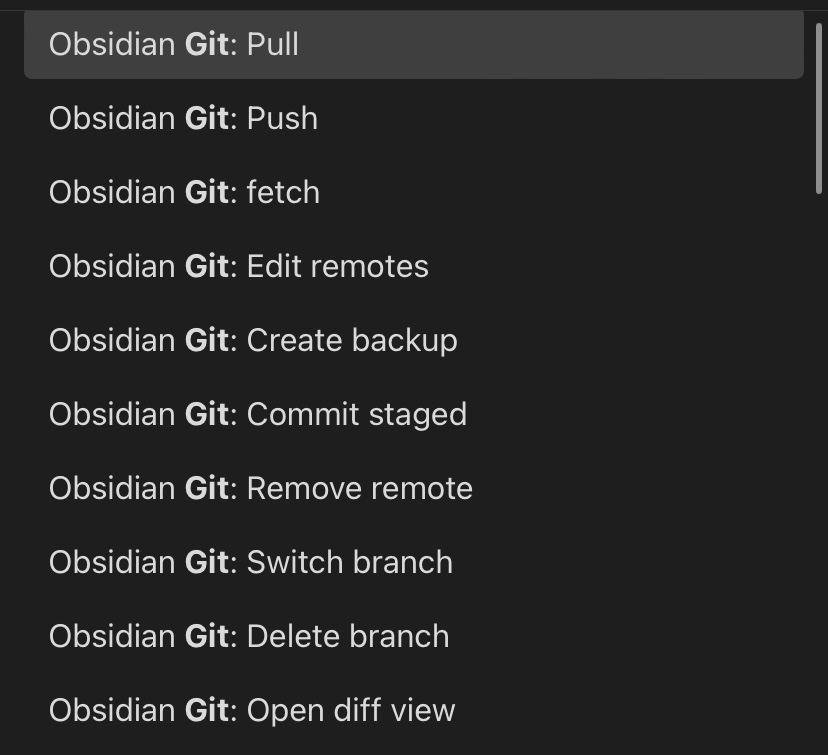 Obsidian Git: Pull
Obsidian Git: Push
Obsidian Git: fetch
Obsidian Git: Edit remotes
Obsidian Git: Create backup
Obsidian Git: Commit staged
Obsidian Git: Remove remote
Obsidian Git: Switch branch
Obsidian Git: Delete branch
Obsidian Git: Open diff view